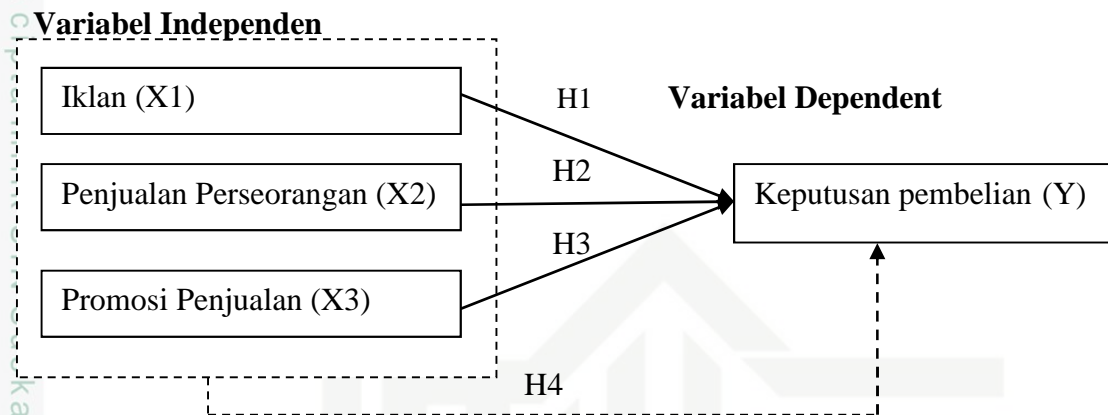 Variabel Independen
Iklan (X1)
H1
Variabel Dependent
Penjualan Perseorangan (X2)
H2
Keputusan pembelian (Y)
H3
Promosi Penjualan (X3)
H4